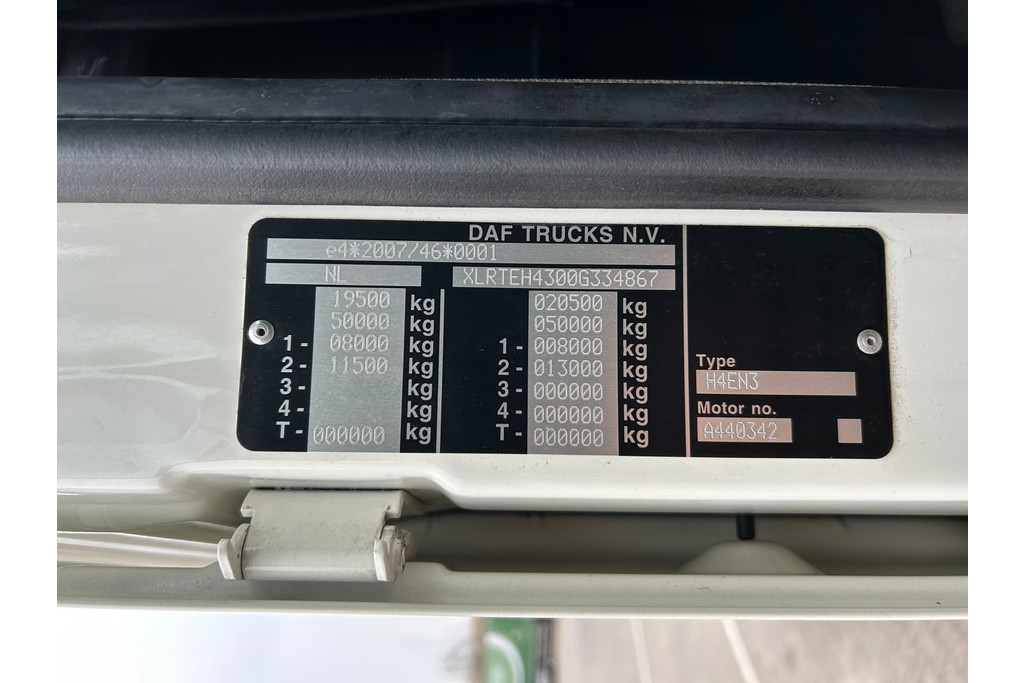 DAF TRUCKS N.V.
e4*2007/46*0001
NL XLRTEH4300G334867
19500 kg 020500 kg
50000 kg 050000 kg
1- 08000 kg 1- 008000 kg
2- 11500 kg 2- 013000 kg
3- kg 3- 000000 kg
4- kg 4- 000000 kg
T- 000000 kg T- 000000 kg
Type
H4EN3
Motor no.
A440342